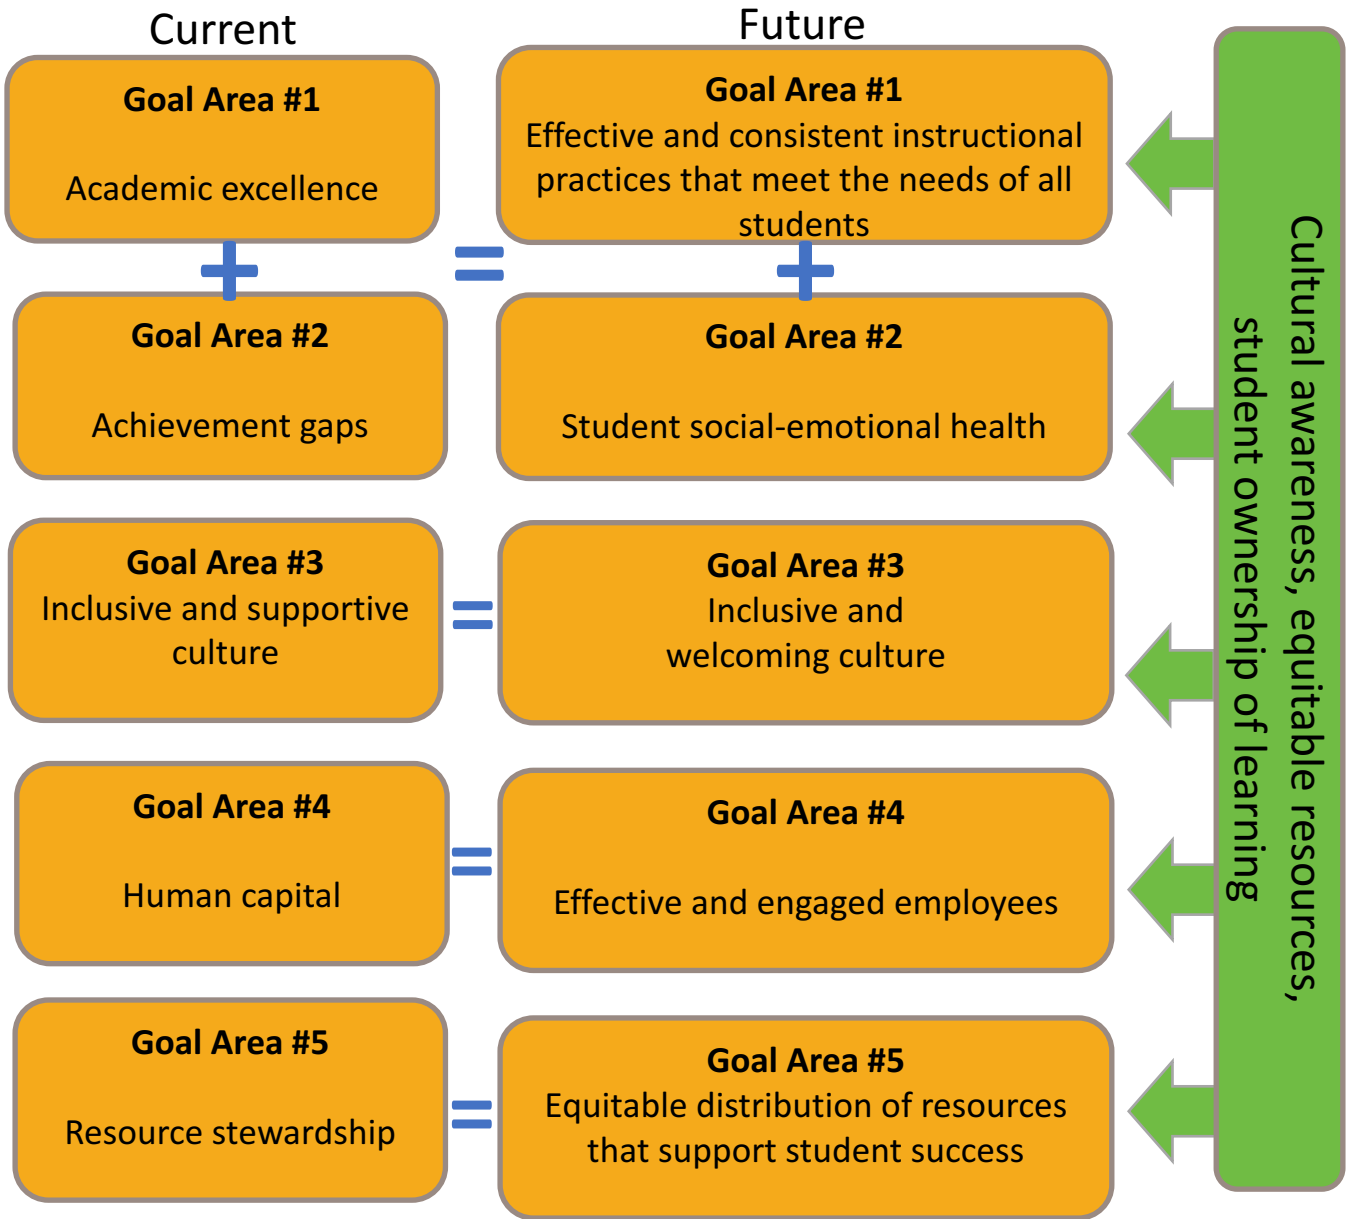 Current
Future
Goal Area #1
Academic excellence
Goal Area #1
Effective and consistent instructional
practices that meet the needs of all
students
+
=
+
Goal Area #2
Achievement gaps
Goal Area #2
Student social-emotional health
Goal Area #3
Inclusive and supportive
culture
=
Goal Area #3
Inclusive and
welcoming culture
Goal Area #4
Human capital
=
Goal Area #4
Effective and engaged employees
Goal Area #5
Resource stewardship
=
Goal Area #5
Equitable distribution of resources
that support student success
Cultural awareness, equitable resources,
student ownership of learning